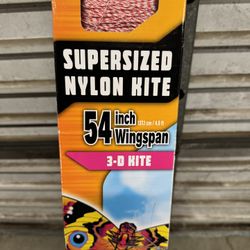 SUPERSIZED
NYLON KITE
54 inch
Wingspan
3-D KITE